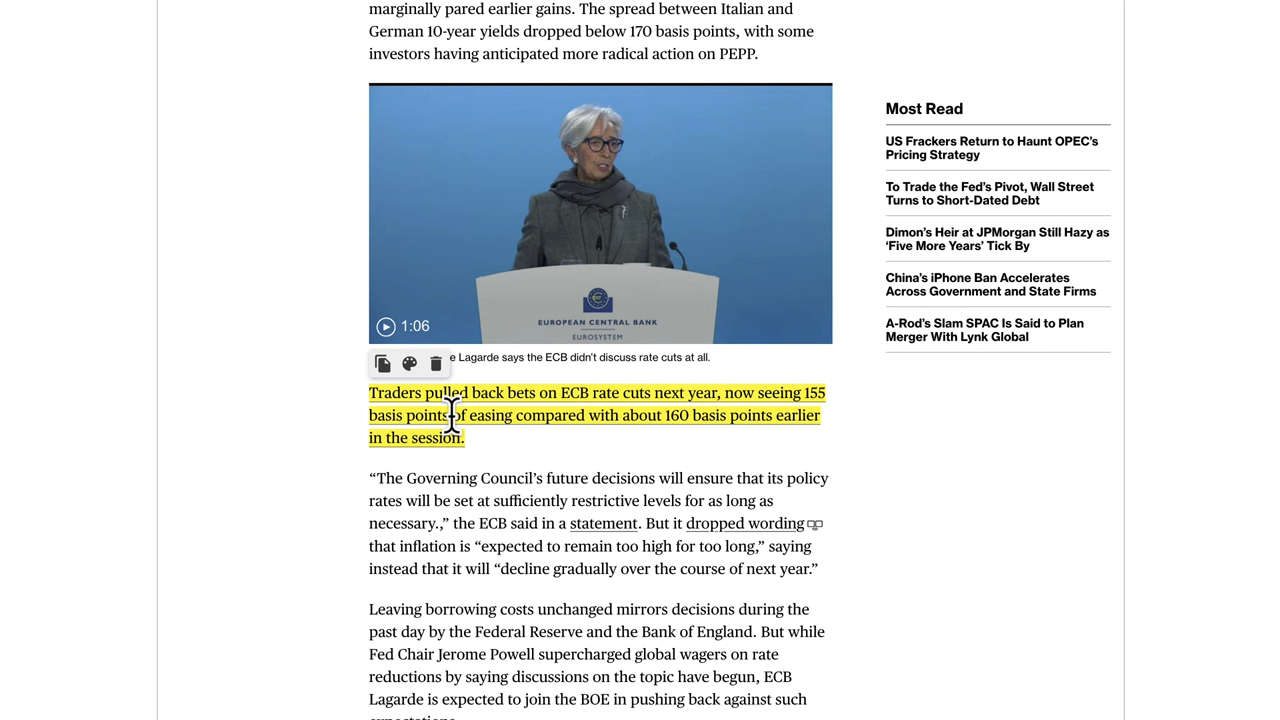 marginally pared earlier gains. The spread between Italian and
German 10-year yields dropped below 170 basis points, with some
investors having anticipated more radical action on PEPP.
EUROPEAN CENTRAL BANK
EUROSYSTEM
1:06
e Lagarde says the ECB didn't discuss rate cuts at all.
Traders pulled back bets on ECB rate cuts next year, now seeing 155
basis points of easing compared with about 160 basis points earlier
in the session.
“The Governing Council’s future decisions will ensure that its policy
rates will be set at sufficiently restrictive levels for as long as
necessary.,” the ECB said in a statement. But it dropped wording
that inflation is “expected to remain too high for too long,” saying
instead that it will “decline gradually over the course of next year.”
Leaving borrowing costs unchanged mirrors decisions during the
past day by the Federal Reserve and the Bank of England. But while
Fed Chair Jerome Powell supercharged global wagers on rate
reductions by saying discussions on the topic have begun, ECB
Lagarde is expected to join the BOE in pushing back against such
Most Read
US Frackers Return to Haunt OPEC’s
Pricing Strategy
To Trade the Fed’s Pivot, Wall Street
Turns to Short-Dated Debt
Dimon’s Heir at JPMorgan Still Hazy as
‘Five More Years’ Tick By
China’s iPhone Ban Accelerates
Across Government and State Firms
A-Rod’s Slam SPAC Is Said to Plan
Merger With Lynk Global